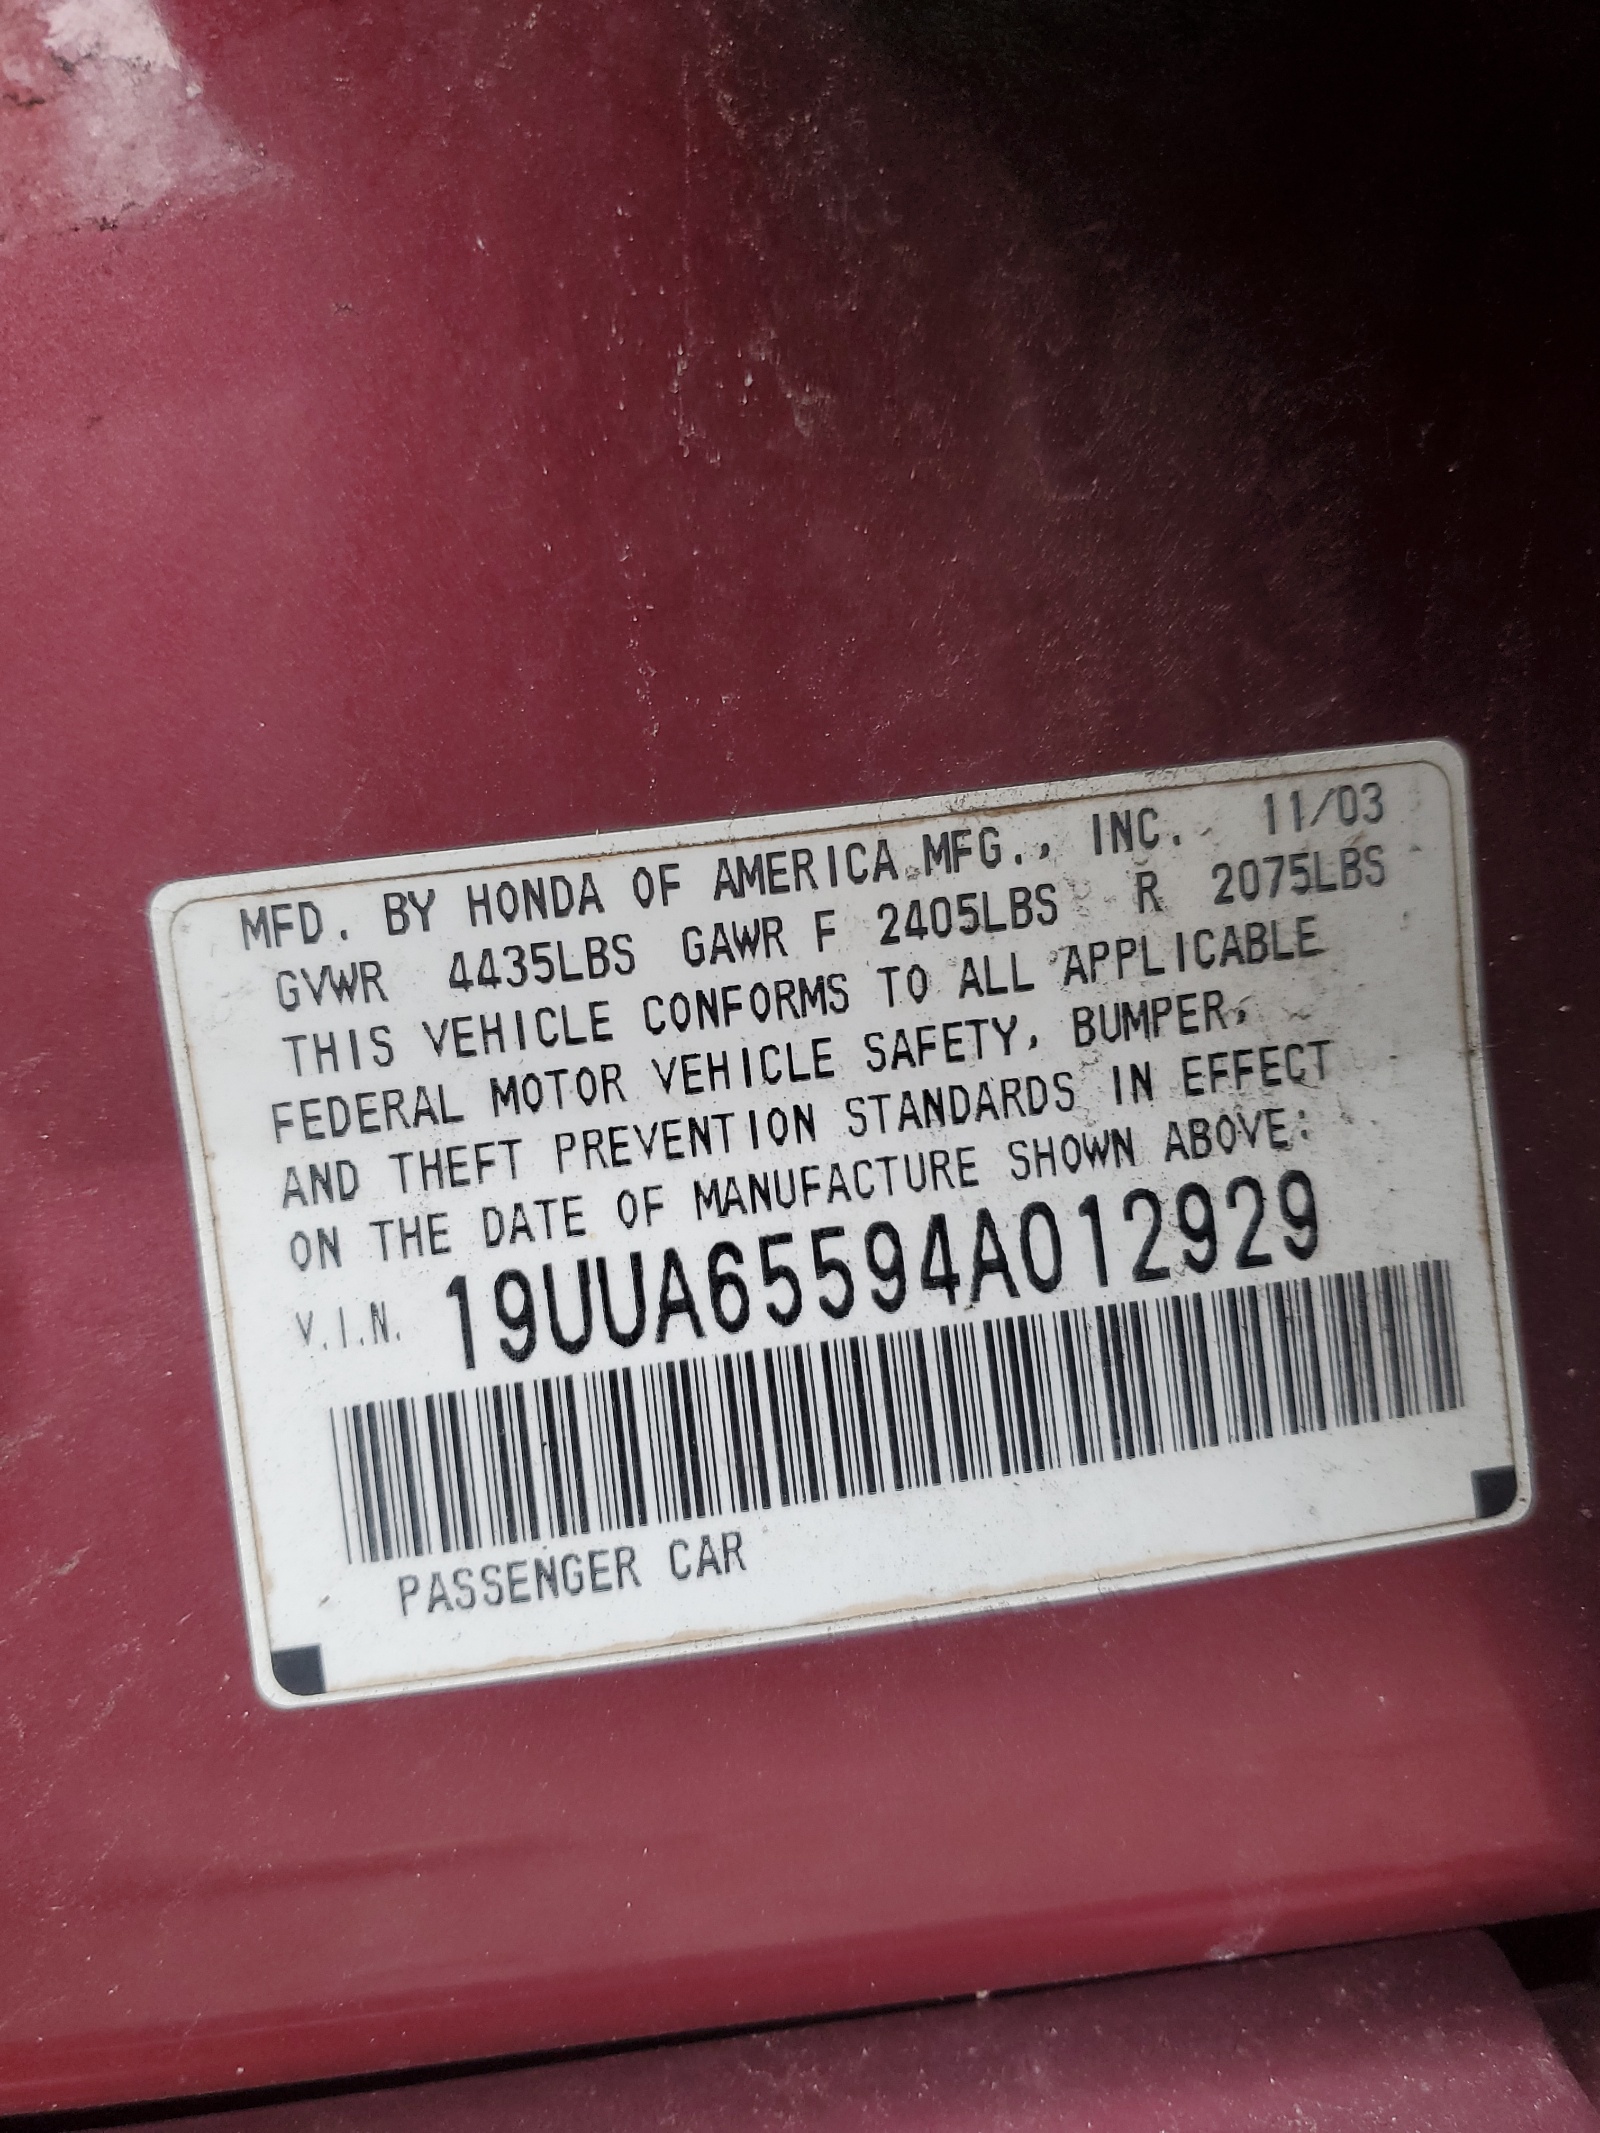 MFD. BY HONDA OF AMERICA MFG., INC. 11/03
GVWR 4435LBS GAWR F 2405LBS R 2075LBS
THIS VEHICLE CONFORMS TO ALL APPLICABLE
FEDERAL MOTOR VEHICLE SAFETY, BUMPER,
AND THEFT PREVENTION STANDARDS IN EFFECT
ON THE DATE OF MANUFACTURE SHOWN ABOVE:
V.I.N. 19UUA65594A012929
PASSENGER CAR